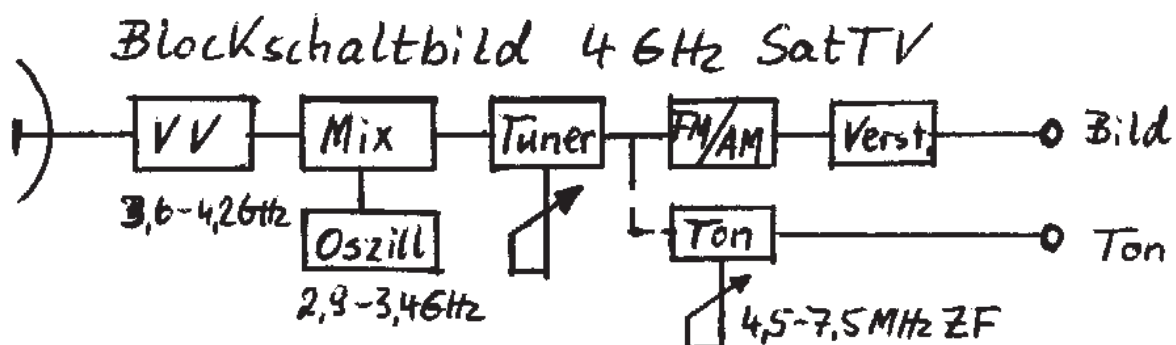 Blockschaltbild 4 GHz SatTV
VV
Mix
Tuner
FM/AM
Verst.
Bild
3,6-4,2GHz
Oszill
Ton
Ton
2,9-3,4GHz
4,5-7,5MHz ZF